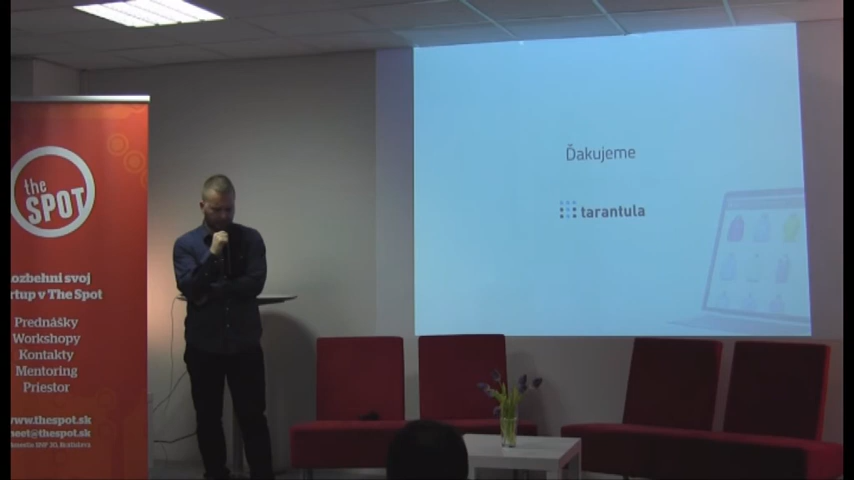 the
SPOT
ozbehni svoj
rtup v The Spot
Prednášky
Workshopy
Kontakty
Mentoring
Priestor
www.thespot.sk
meet@thespot.sk
Ďakujeme
tarantula